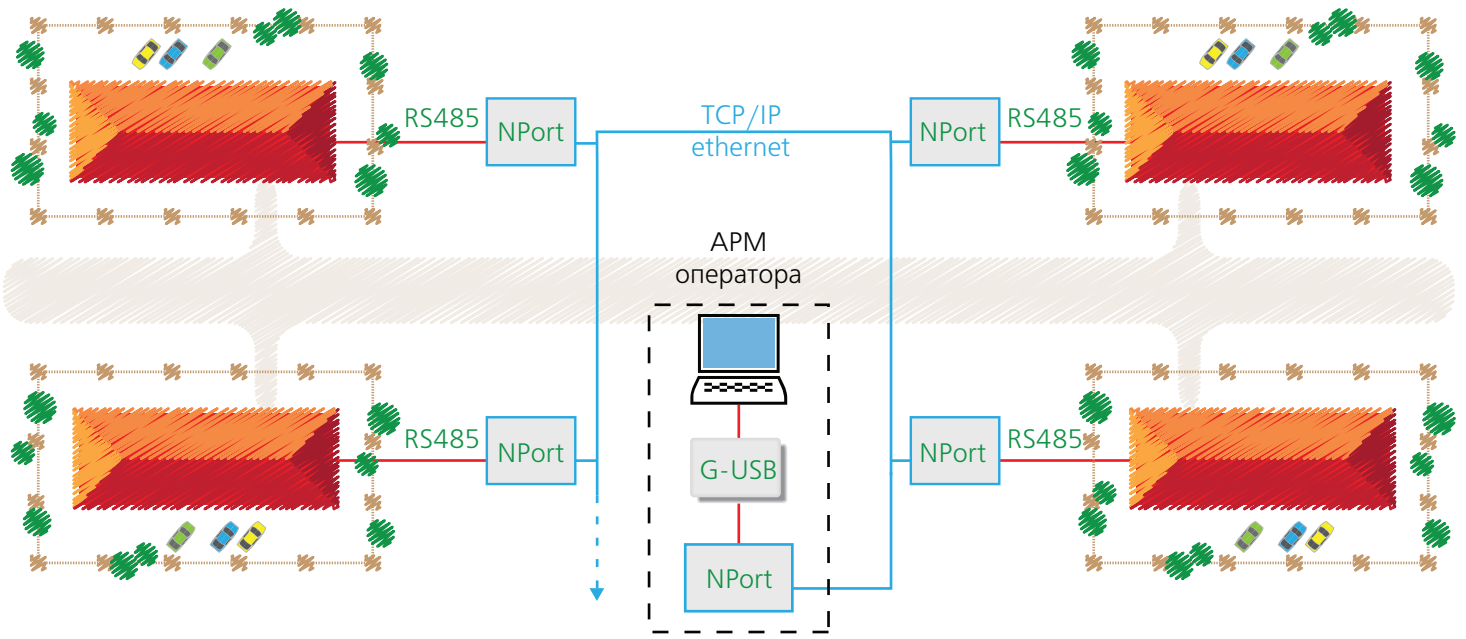 RS485
NPort
TCP/IP
ethernet
NPort
RS485
АРМ
оператора
RS485
NPort
G-USB
NPort
NPort
RS485